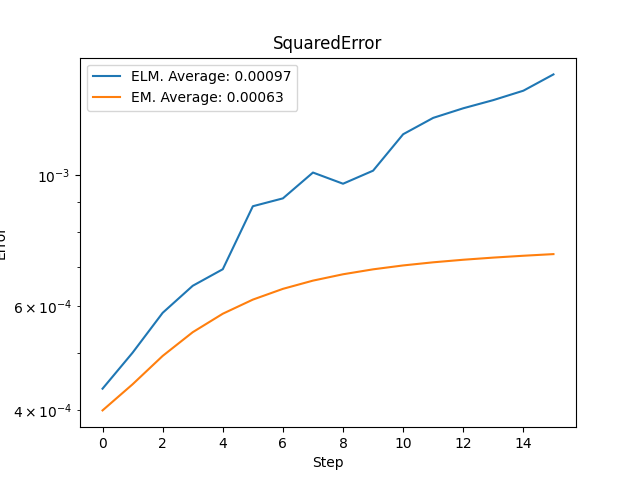 SquaredError
ELM. Average: 0.00097
EM. Average: 0.00063
10⁻³
6 × 10⁻⁴
4 × 10⁻⁴
Error
0 2 4 6 8 10 12 14
Step